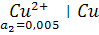 Cu²⁺ | Cu
a₂=0,005